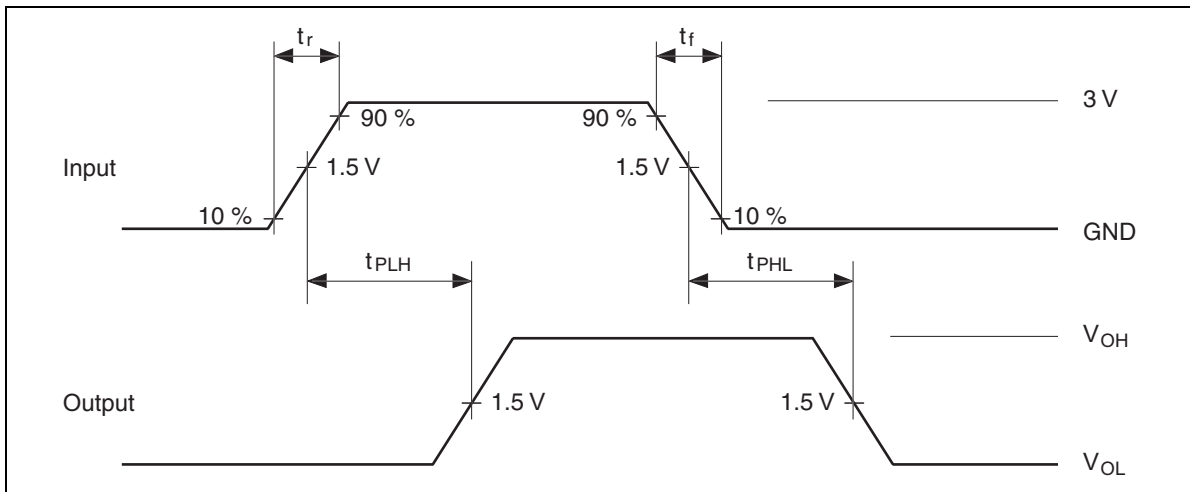 tr
tf
3 V
90 %
90 %
Input
1.5 V
1.5 V
10 %
10 %
GND
tPLH
tPHL
VOH
Output
1.5 V
1.5 V
VOL